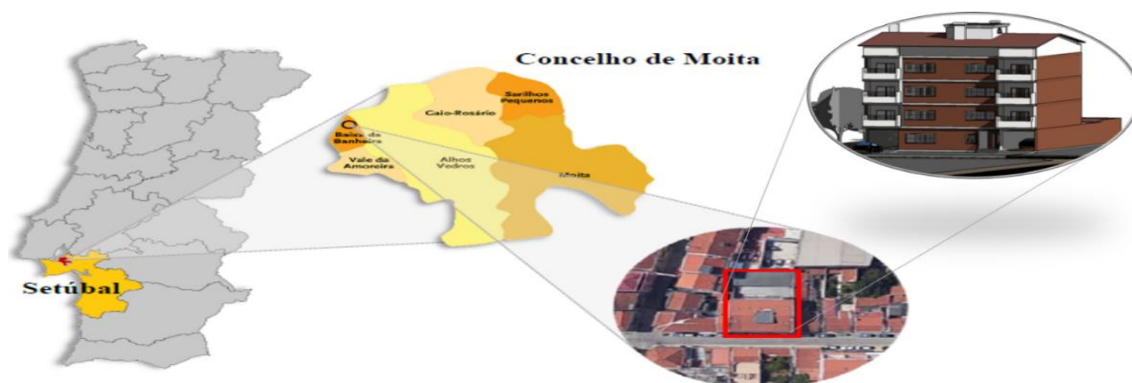 Concelho de Moita
Sarilhos
Pequenos
Gaio-Rosário
Baixa da
Banheira
Vale da
Amoreira
Alhos
Vedros
Moita
Setúbal